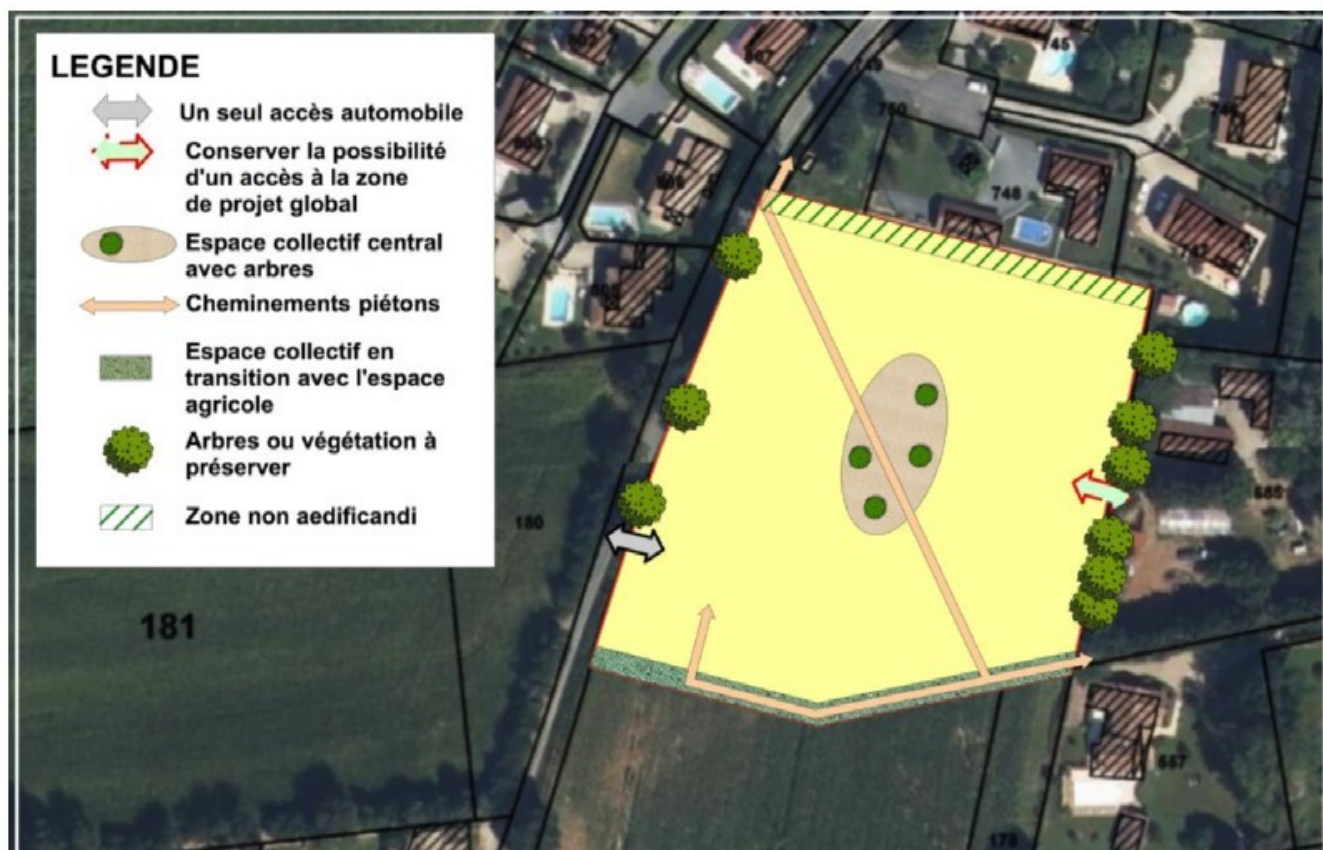 LEGENDE
Un seul accès automobile
Conserver la possibilité
d'un accès à la zone
de projet global
Espace collectif central
avec arbres
Cheminements piétons
Espace collectif en
transition avec l'espace
agricole
Arbres ou végétation à
préserver
Zone non aedificandi
745
750
748
180
181
557
178